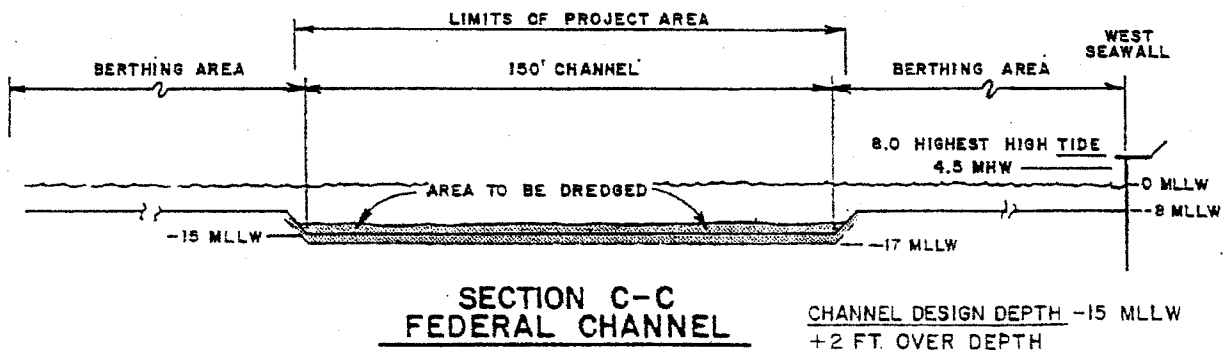 LIMITS OF PROJECT AREA
WEST
SEAWALL
BERTHING AREA
150' CHANNEL
BERTHING AREA
8.0 HIGHEST HIGH TIDE
4.5 MHW
0 MLLW
AREA TO BE DREDGED
-8 MLLW
-15 MLLW
-17 MLLW
SECTION C-C
FEDERAL CHANNEL
CHANNEL DESIGN DEPTH -15 MLLW
+2 FT. OVER DEPTH